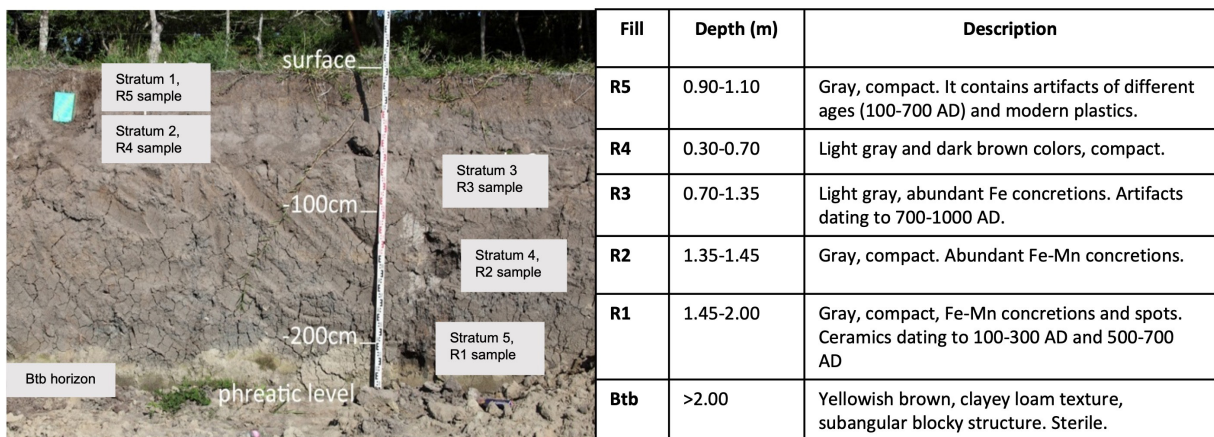 surface
Stratum 1,
R5 sample
Stratum 2,
R4 sample
Stratum 3
R3 sample
-100cm
Stratum 4,
R2 sample
-200cm
Stratum 5,
R1 sample
Btb horizon
phreatic level
Fill Depth (m) Description
R5 0.90-1.10 Gray, compact. It contains artifacts of different
ages (100-700 AD) and modern plastics.
R4 0.30-0.70 Light gray and dark brown colors, compact.
R3 0.70-1.35 Light gray, abundant Fe concretions. Artifacts
dating to 700-1000 AD.
R2 1.35-1.45 Gray, compact. Abundant Fe-Mn concretions.
R1 1.45-2.00 Gray, compact, Fe-Mn concretions and spots.
Ceramics dating to 100-300 AD and 500-700
AD
Btb >2.00 Yellowish brown, clayey loam texture,
subangular blocky structure. Sterile.